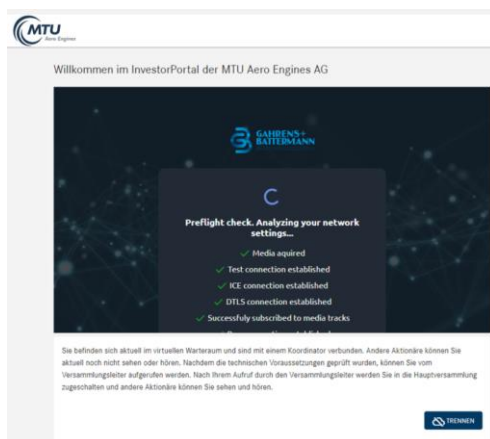 MTU
Aero Engines
Willkommen im InvestorPortal der MTU Aero Engines AG
GAHRENS+
BATTERMANN
Preflight check. Analyzing your network
settings...
Media aquired
Test connection established
ICE connection established
DTLS connection established
Successfuly subscribed to media tracks
Sie befinden sich aktuell im virtuellen Warteraum und sind mit einem Koordinator verbunden. Andere Aktionäre können Sie
aktuell noch nicht sehen oder hören. Nachdem die technischen Voraussetzungen geprüft wurden, können Sie vom
Versammlungsleiter aufgerufen werden. Nach Ihrem Aufruf durch den Versammlungsleiter werden Sie in die Hauptversammlung
zugeschalten und andere Aktionäre können Sie sehen und hören.
TRENNEN